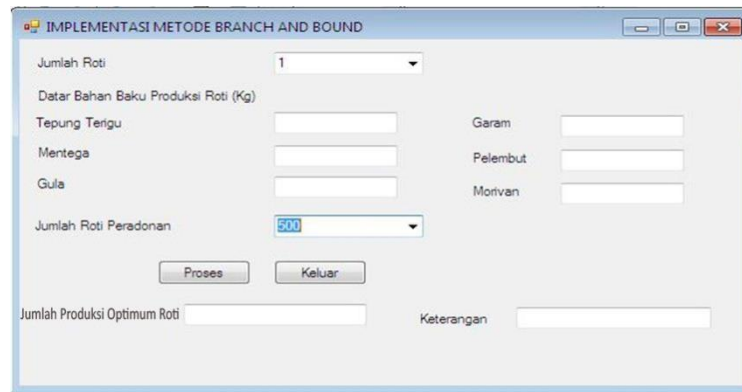 IMPLEMENTASI METODE BRANCH AND BOUND
Jumlah Roti 1
Datar Bahan Baku Produksi Roti (Kg)
Tepung Terigu Garam
Mentega Pelembut
Gula Morivan
Jumlah Roti Peradonan 500
Proses Keluar
Jumlah Produksi Optimum Roti Keterangan